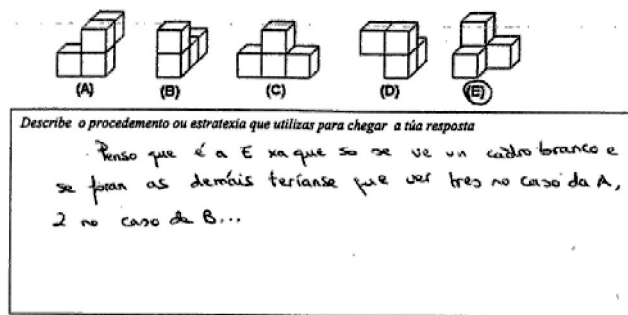 (A) (B) (C) (D) (E)
Describe o procedemento ou estratexia que utilizas para chegar a túa resposta
Penso que é a E xa que so se ve un cadro branco e
se foran as demáis teríanse que ver tres no caso da A,
2 no caso da B...